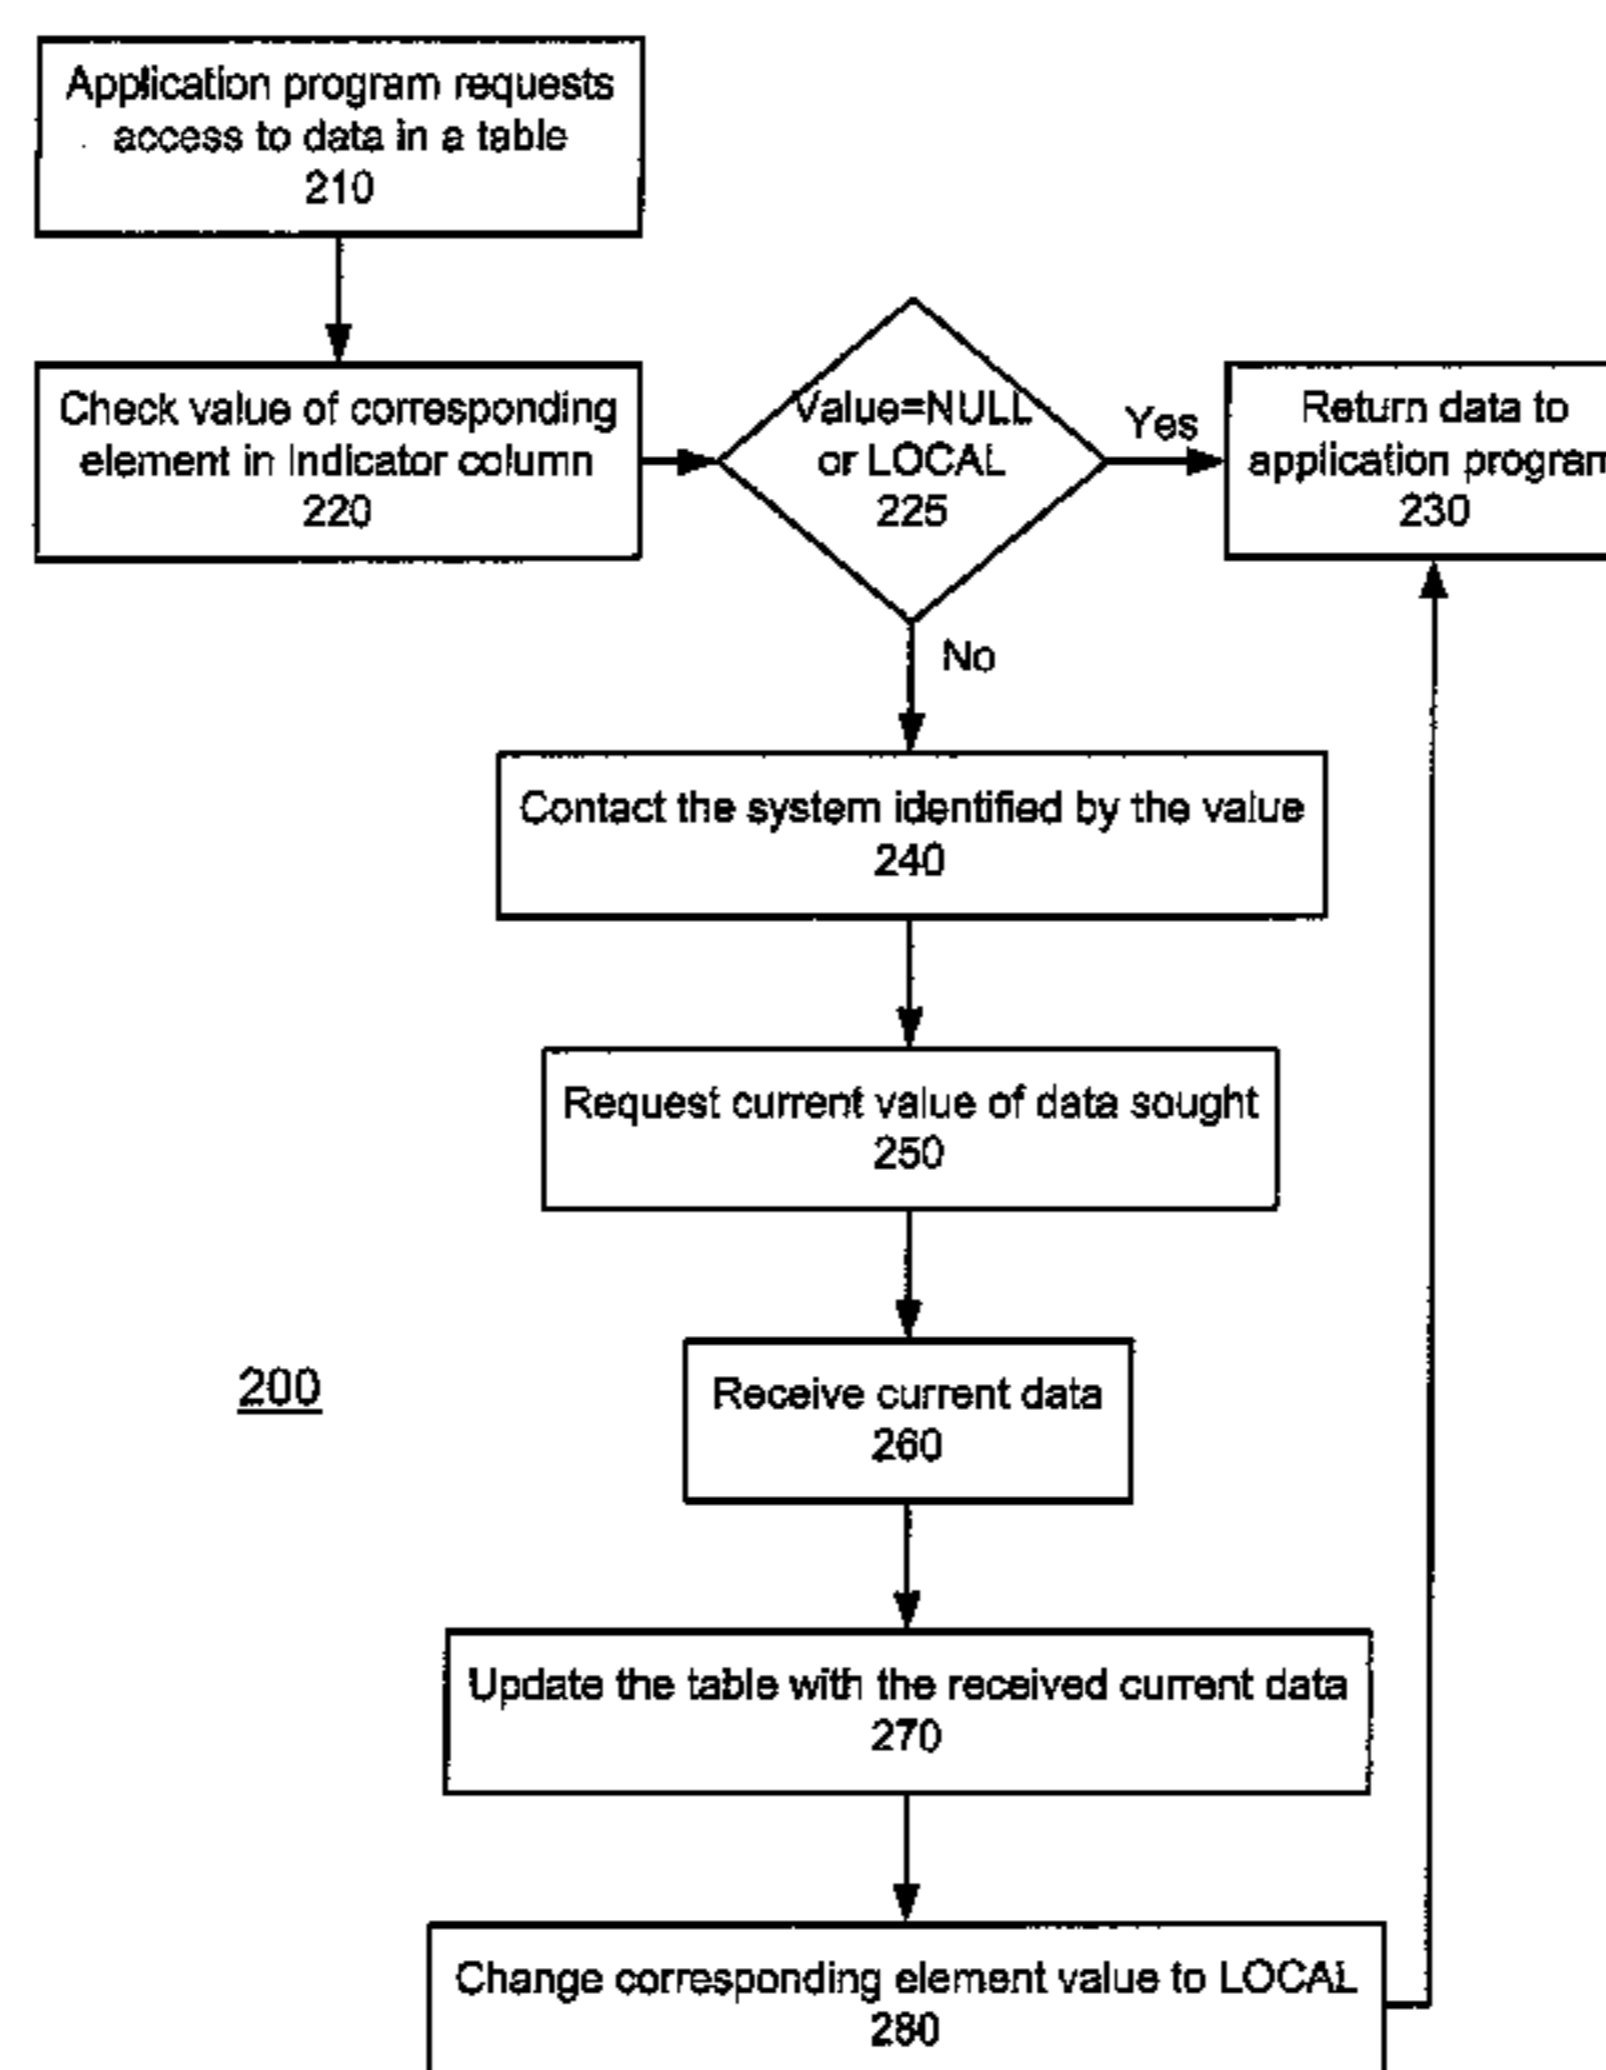 Application program requests
access to data in a table
210
Check value of corresponding
element in Indicator column
220
Value=NULL
or LOCAL
225
Yes
Return data to
application program
230
No
Contact the system identified by the value
240
Request current value of data sought
250
Receive current data
260
200
Update the table with the received current data
270
Change corresponding element value to LOCAL
280